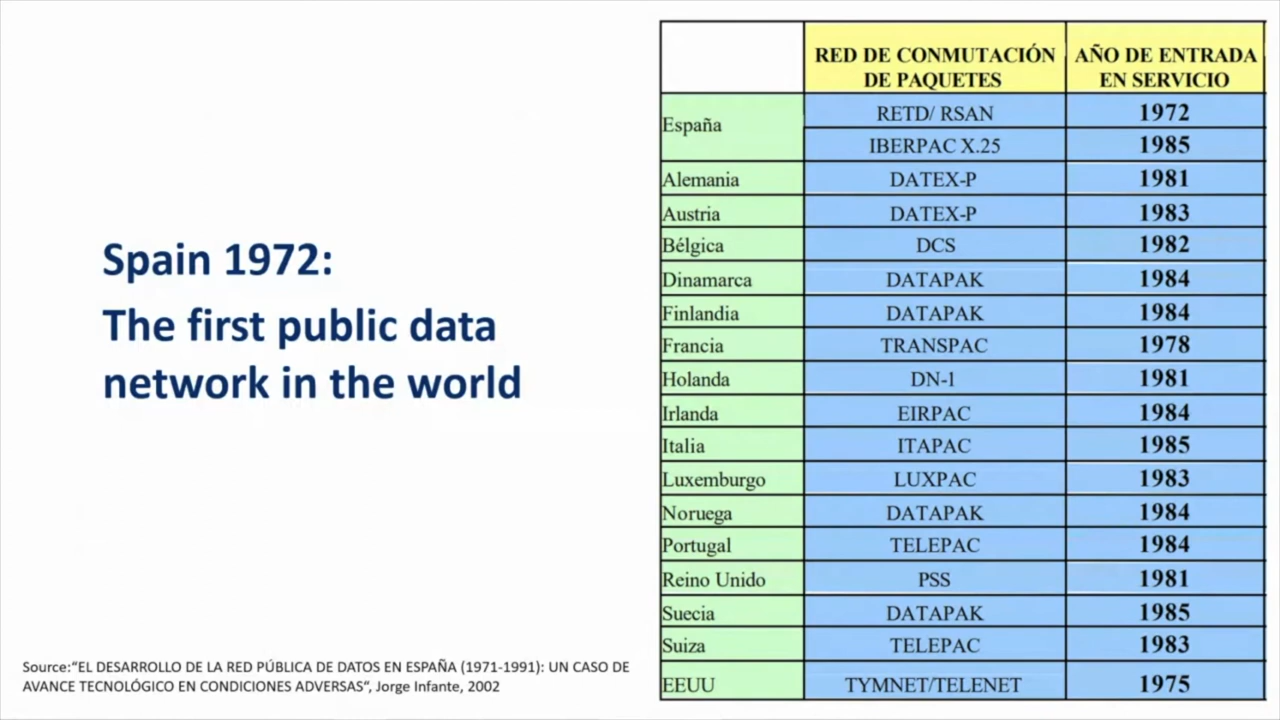 Spain 1972:
The first public data
network in the world
Source:“EL DESARROLLO DE LA RED PÚBLICA DE DATOS EN ESPAÑA (1971-1991): UN CASO DE
AVANCE TECNOLÓGICO EN CONDICIONES ADVERSAS“, Jorge Infante, 2002
RED DE CONMUTACIÓN DE PAQUETES AÑO DE ENTRADA EN SERVICIO
España RETD/ RSAN 1972
IBERPAC X.25 1985
Alemania DATEX-P 1981
Austria DATEX-P 1983
Bélgica DCS 1982
Dinamarca DATAPAK 1984
Finlandia DATAPAK 1984
Francia TRANSPAC 1978
Holanda DN-1 1981
Irlanda EIRPAC 1984
Italia ITAPAC 1985
Luxemburgo LUXPAC 1983
Noruega DATAPAK 1984
Portugal TELEPAC 1984
Reino Unido PSS 1981
Suecia DATAPAK 1985
Suiza TELEPAC 1983
EEUU TYMNET/TELENET 1975